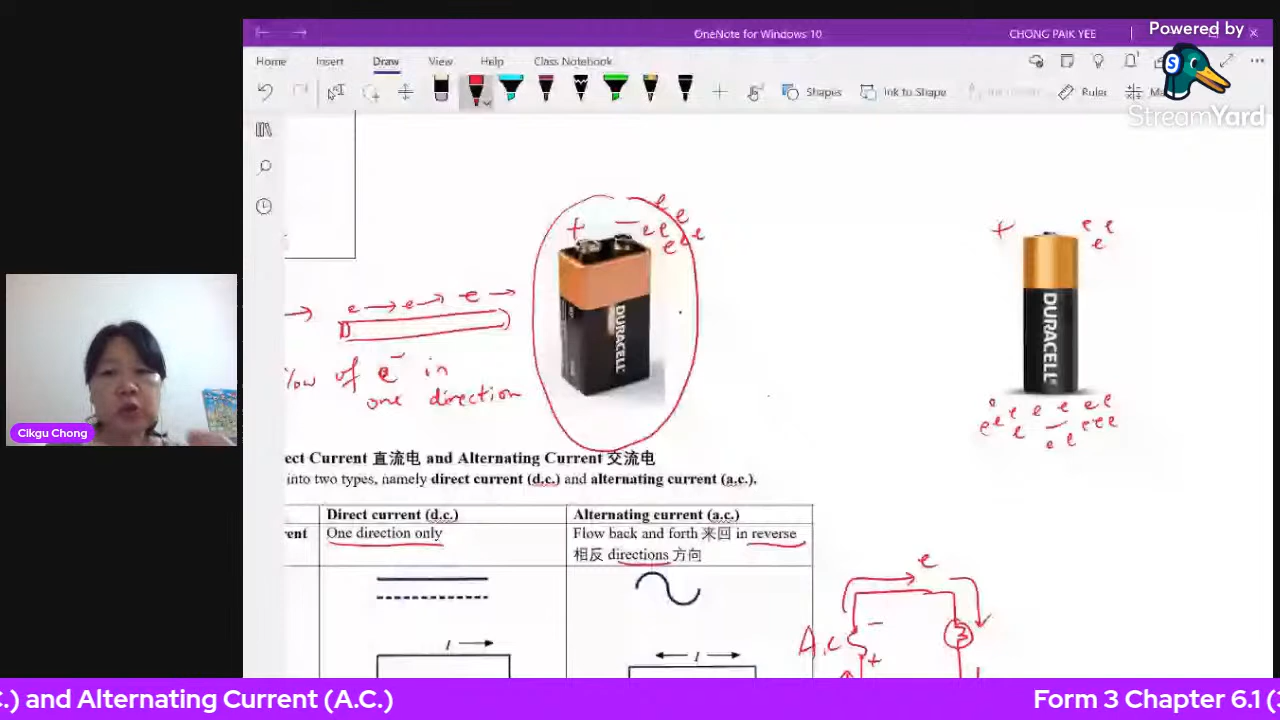 OneNote for Windows 10
CHONG PAIK YEE
Powered by
StreamYard
Home Insert Draw View Help Class Notebook
Shapes Ink to Shape Ruler
+ − e e e e e e e
+ e e e
DURACELL
DURACELL
e → e → e →
of e⁻ in
one direction
Cikgu Chong
Current 直流电 and Alternating Current 交流电
into two types, namely direct current (d.c.) and alternating current (a.c.).
Direct current (d.c.) Alternating current (a.c.)
One direction only
Flow back and forth 来回 in reverse
相反 directions 方向
e
A.c − +
I I
.C.) and Alternating Current (A.C.)
Form 3 Chapter 6.1 (3